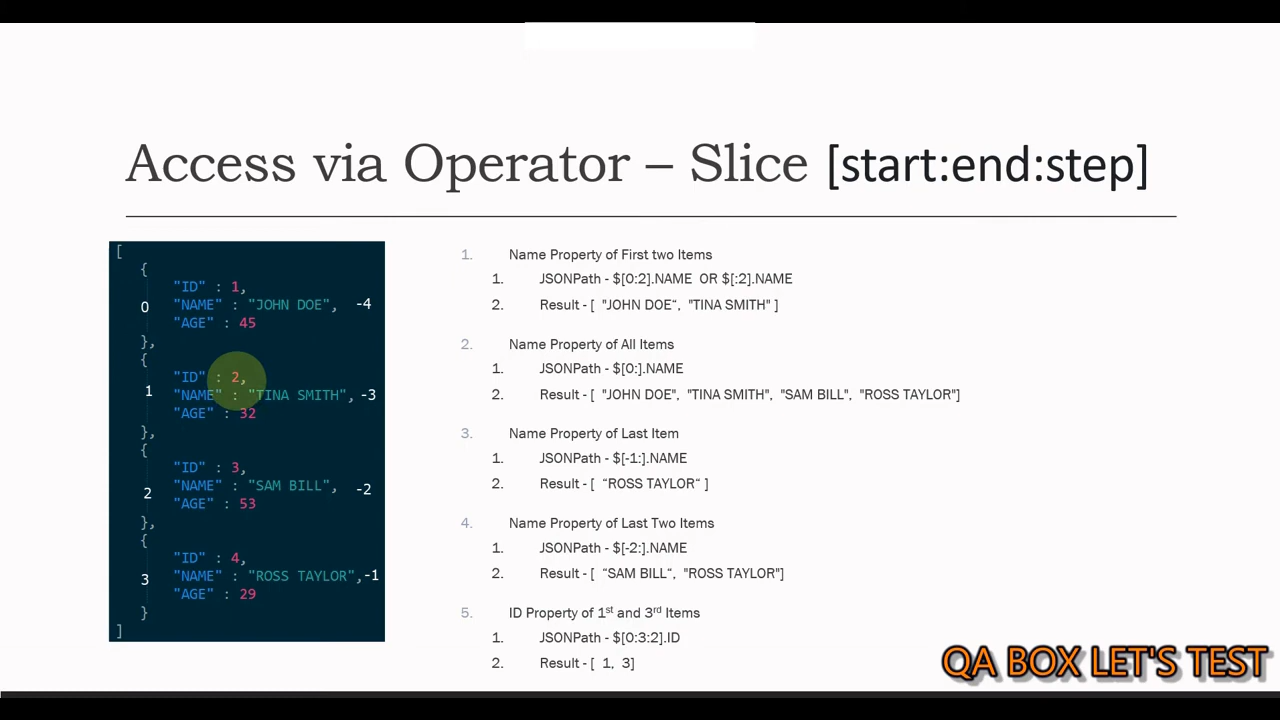 Access via Operator – Slice [start:end:step]
[
{
"ID" : 1,
0 "NAME" : "JOHN DOE", -4
"AGE" : 45
},
{
"ID" : 2,
1 "NAME" : "TINA SMITH", -3
"AGE" : 32
},
{
"ID" : 3,
2 "NAME" : "SAM BILL", -2
"AGE" : 53
},
{
"ID" : 4,
3 "NAME" : "ROSS TAYLOR", -1
"AGE" : 29
}
]
1. Name Property of First two Items
1. JSONPath - $[0:2].NAME OR $[:2].NAME
2. Result - [ "JOHN DOE“, "TINA SMITH" ]
2. Name Property of All Items
1. JSONPath - $[0:].NAME
2. Result - [ "JOHN DOE", "TINA SMITH", "SAM BILL", "ROSS TAYLOR"]
3. Name Property of Last Item
1. JSONPath - $[-1:].NAME
2. Result - [ “ROSS TAYLOR“ ]
4. Name Property of Last Two Items
1. JSONPath - $[-2:].NAME
2. Result - [ “SAM BILL“, "ROSS TAYLOR"]
5. ID Property of 1st and 3rd Items
1. JSONPath - $[0:3:2].ID
2. Result - [ 1, 3]
QA BOX LET'S TEST